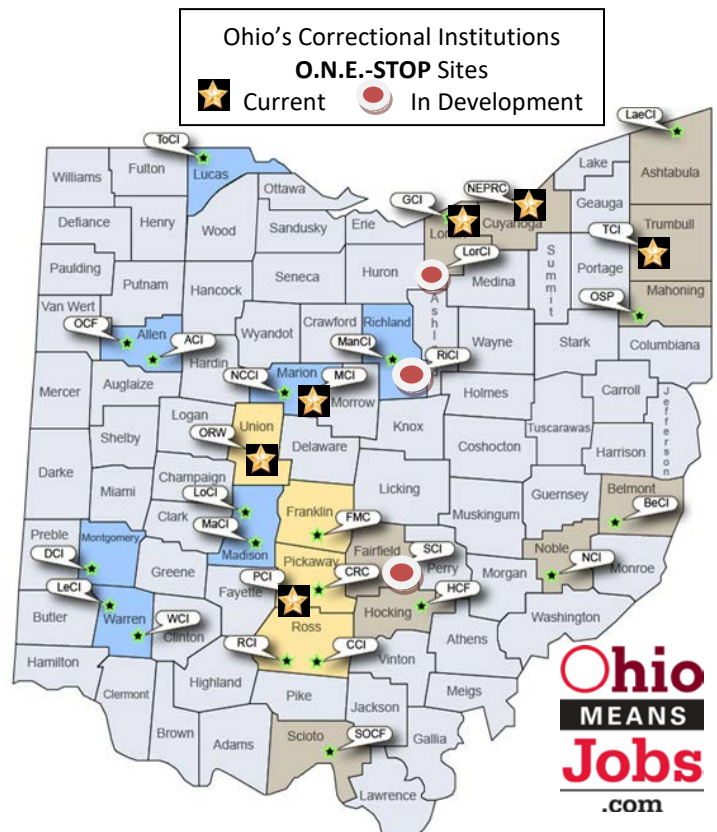 Ohio’s Correctional Institutions
O.N.E.-STOP Sites
Current In Development
LaeCI
ToCI
Lucas
Williams
Fulton
Ottawa
Lake
Ashtabula
NEPRC
GCI
Geauga
Cuyahoga
Defiance
Henry
Wood
Sandusky
Erie
Lor
Trumbull
TCI
LorCI
Paulding
Putnam
Hancock
Seneca
Huron
Medina
Summit
Portage
Mahoning
Van Wert
OSP
Ashl
OCF
Allen
ACI
Wyandot
Crawford
Richland
ManCI
Wayne
Stark
Columbiana
Hardin
RiCI
Mercer
Auglaize
NCCI
Marion
MCI
Morrow
Holmes
Carroll
Jefferson
Logan
Union
Knox
Tuscarawas
Shelby
ORW
Delaware
Coshocton
Harrison
Darke
Champaign
Miami
LoCI
Licking
Guernsey
Belmont
Clark
Franklin
Muskingum
BeCI
Preble
Montgomery
MaCI
Madison
FMC
Fairfield
SCI
Perry
Noble
NCI
Monroe
DCI
Greene
Pickaway
PCI
CRC
Morgan
Fayette
HCF
LeCI
Hocking
Washington
Butler
Warren
WCI
Clinton
Ross
Athens
RCI
CCI
Vinton
Hamilton
Highland
Meigs
Clermont
Pike
Jackson
Brown
Adams
Scioto
SOCF
Gallia
Lawrence
Ohio
MEANS
Jobs
.com